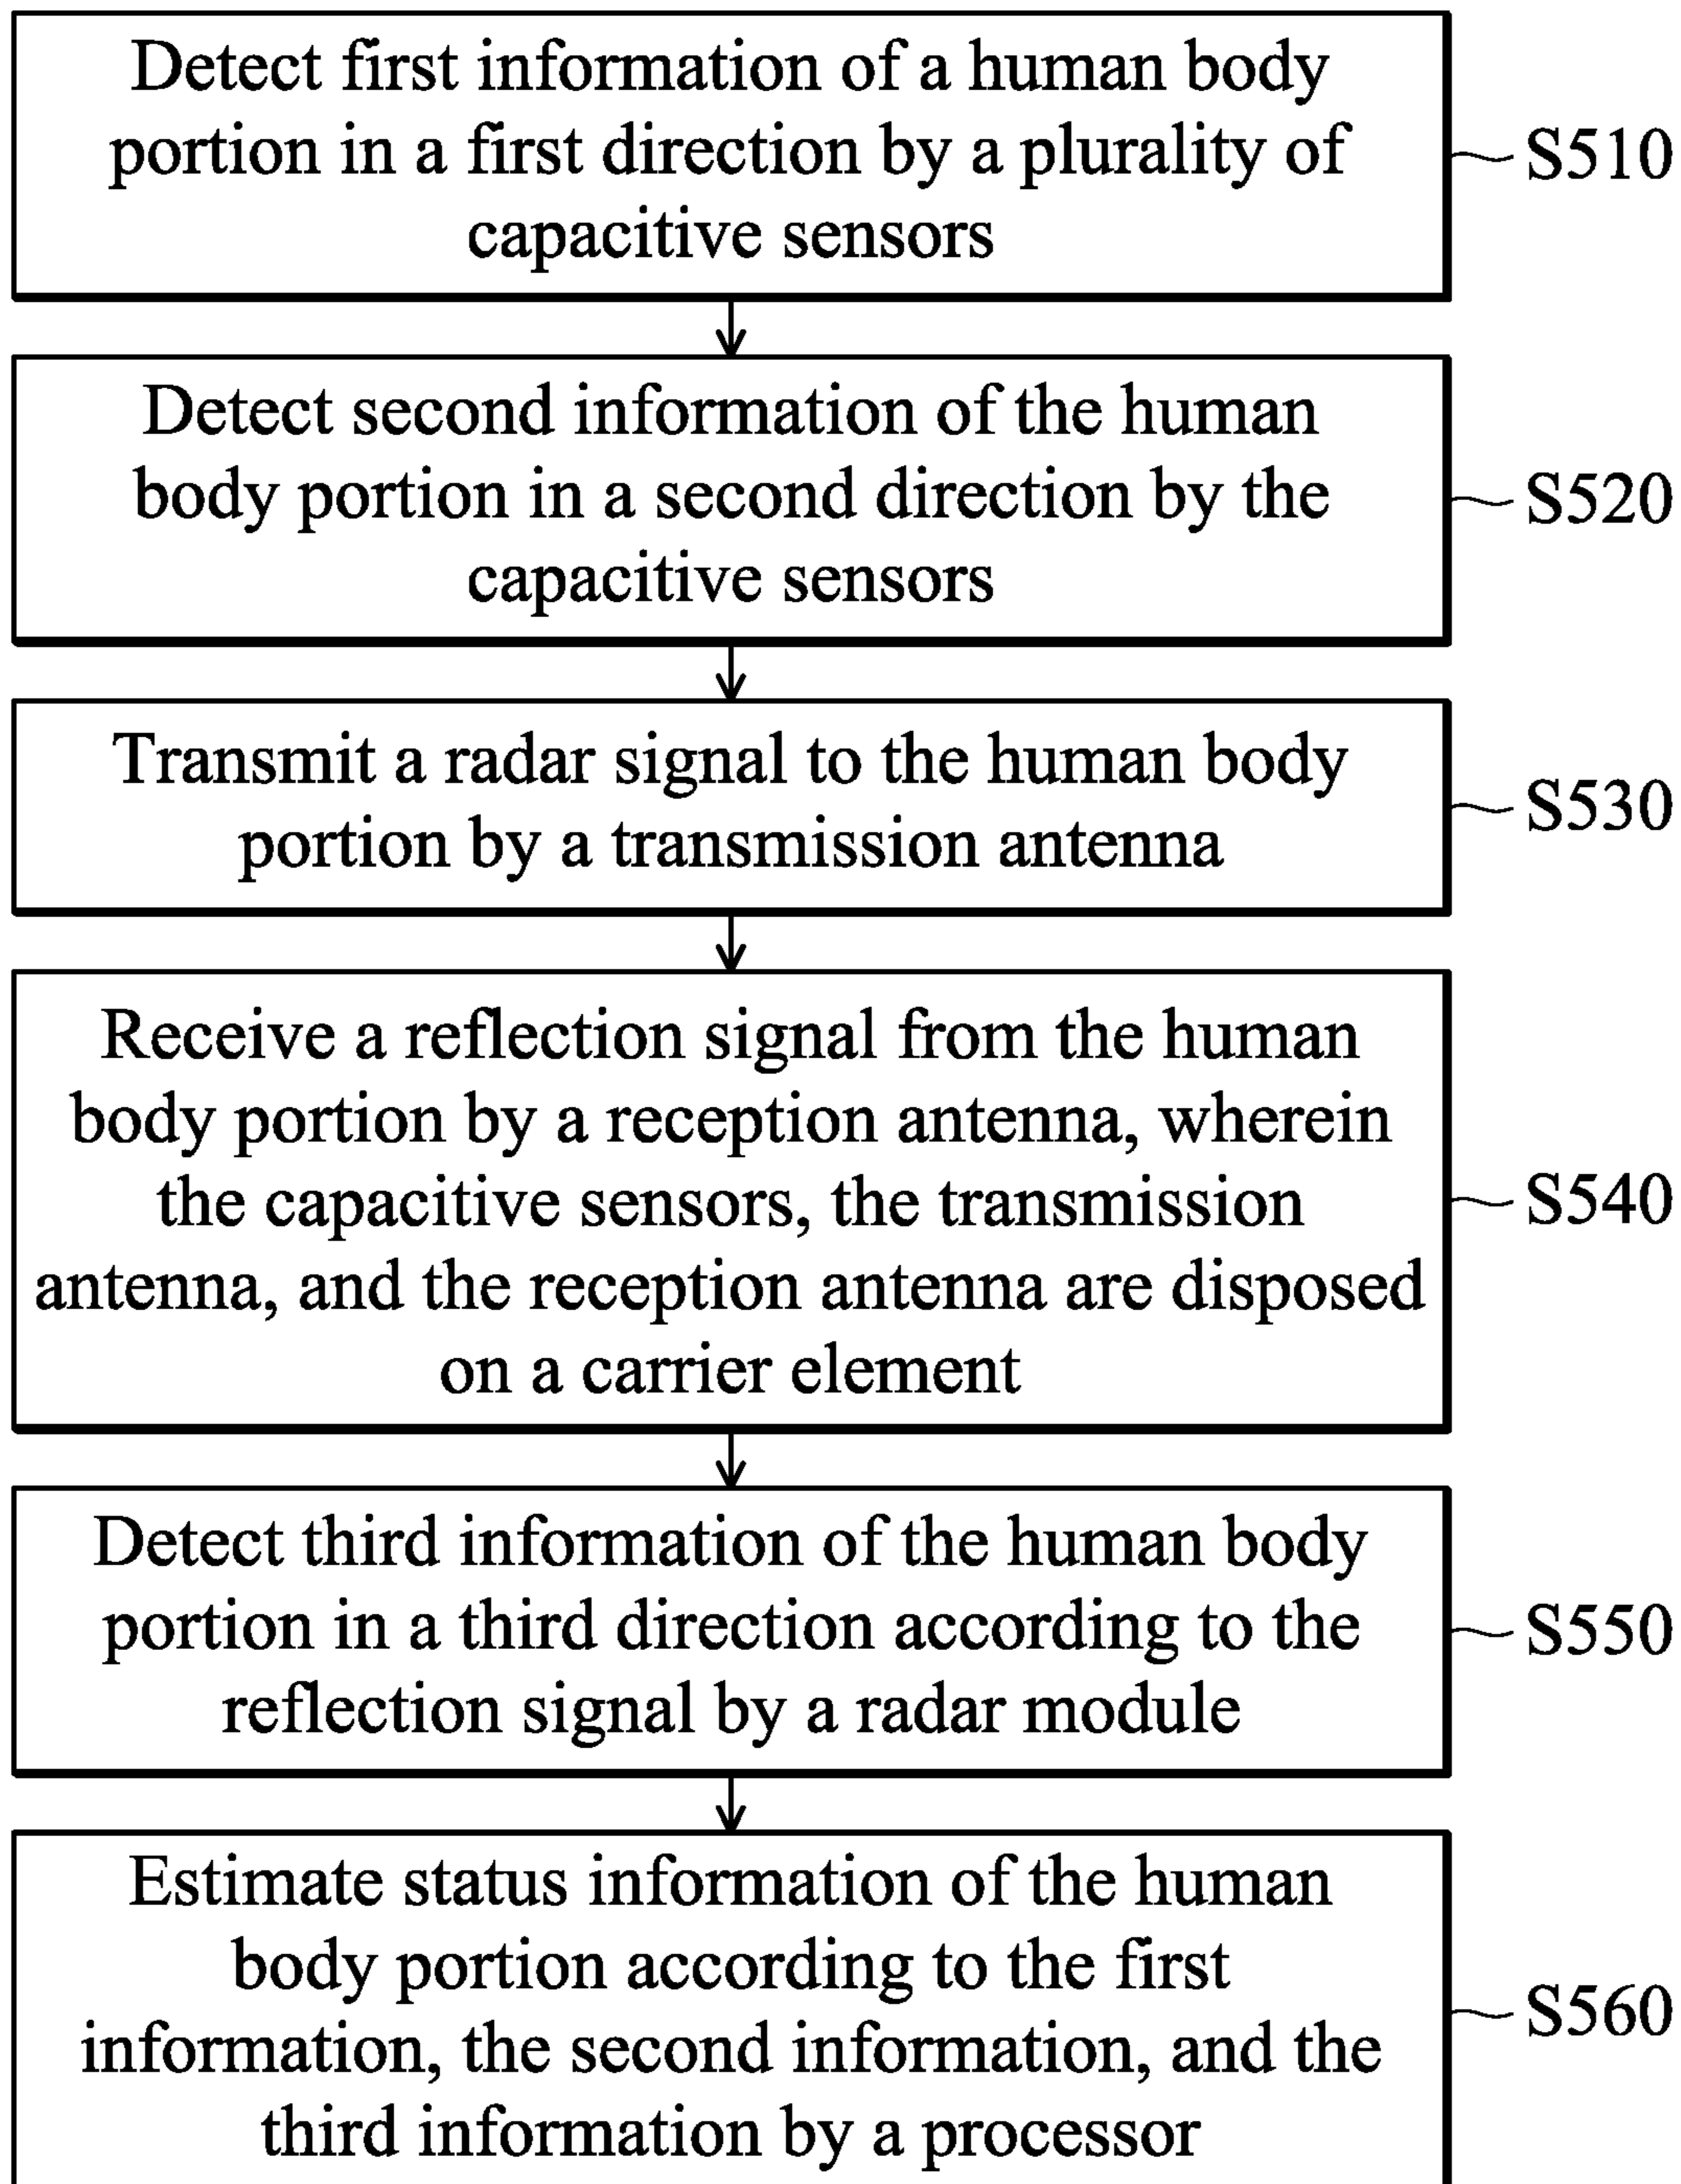 Detect first information of a human body
portion in a first direction by a plurality of
capacitive sensors
S510
Detect second information of the human
body portion in a second direction by the
capacitive sensors
S520
Transmit a radar signal to the human body
portion by a transmission antenna
S530
Receive a reflection signal from the human
body portion by a reception antenna, wherein
the capacitive sensors, the transmission
antenna, and the reception antenna are disposed
on a carrier element
S540
Detect third information of the human body
portion in a third direction according to the
reflection signal by a radar module
S550
Estimate status information of the human
body portion according to the first
information, the second information, and the
third information by a processor
S560